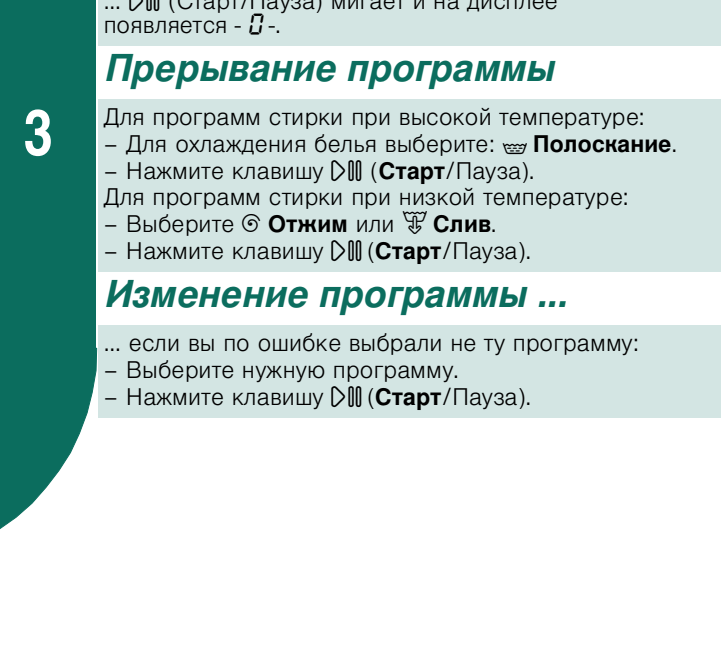 ... (Старт/Пауза) мигает и на дисплее
появляется - 0 -.
Прерывание программы
3
Для программ стирки при высокой температуре:
– Для охлаждения белья выберите: Полоскание.
– Нажмите клавишу (Старт/Пауза).
Для программ стирки при низкой температуре:
– Выберите Отжим или Слив.
– Нажмите клавишу (Старт/Пауза).
Изменение программы ...
... если вы по ошибке выбрали не ту программу:
– Выберите нужную программу.
– Нажмите клавишу (Старт/Пауза).